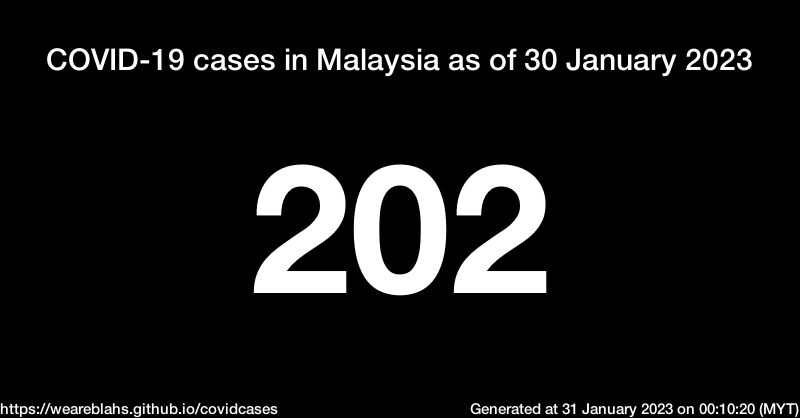 COVID-19 cases in Malaysia as of 30 January 2023
202
https://weareblahs.github.io/covidcases
Generated at 31 January 2023 on 00:10:20 (MYT)